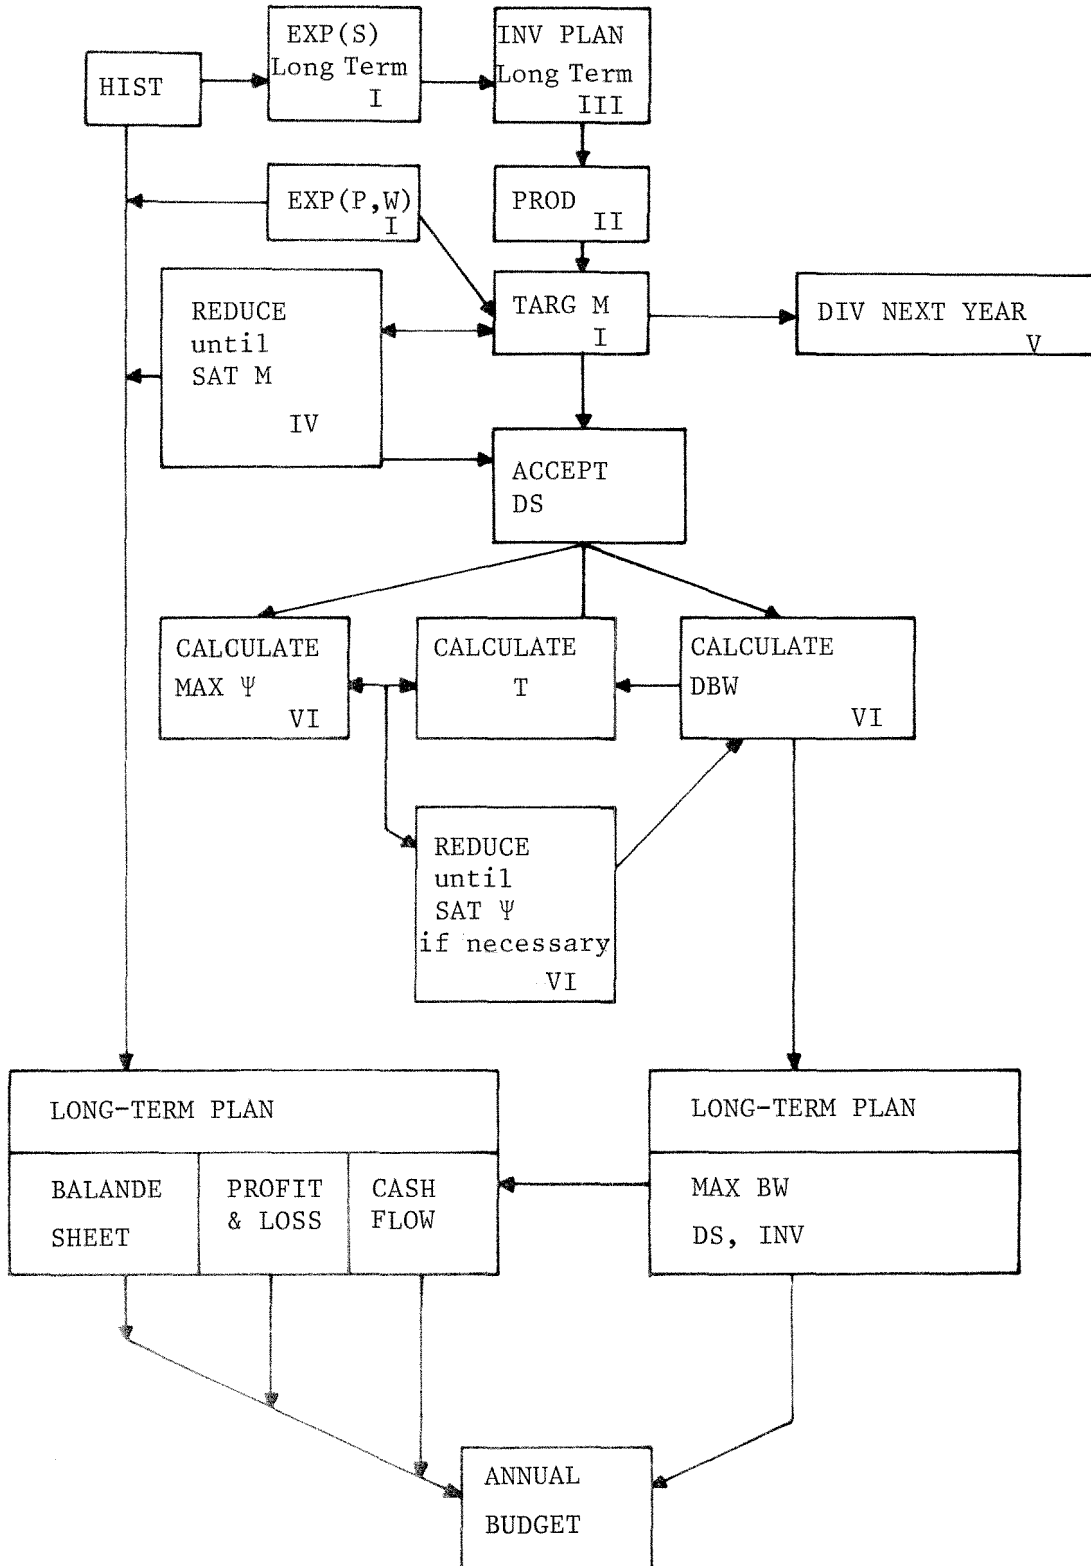 EXP(S)
Long Term
I
INV PLAN
Long Term
III
HIST
EXP(P,W)
I
PROD
II
REDUCE
until
SAT M
IV
TARG M
I
DIV NEXT YEAR
V
ACCEPT
DS
CALCULATE
MAX Ψ
VI
CALCULATE
T
CALCULATE
DBW
VI
REDUCE
until
SAT Ψ
if necessary
VI
LONG-TERM PLAN
BALANDE
SHEET
PROFIT
& LOSS
CASH
FLOW
LONG-TERM PLAN
MAX BW
DS, INV
ANNUAL
BUDGET